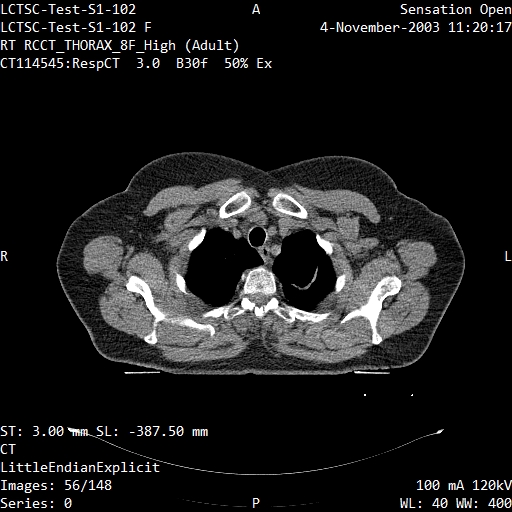 LCTSC-Test-S1-102
A
Sensation Open
LCTSC-Test-S1-102 F
4-November-2003 11:20:17
RT RCCT_THORAX_8F_High (Adult)
CT114545:RespCT 3.0 B30f 50% Ex
R
L
ST: 3.00 mm SL: -387.50 mm
CT
LittleEndianExplicit
Images: 56/148
100 mA 120kV
Series: 0
P
WL: 40 WW: 400